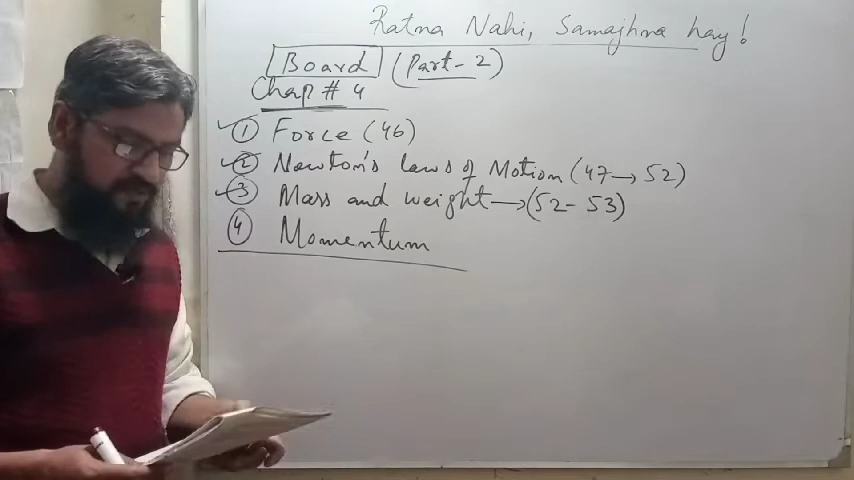 Ratna Nahi, Samajhna hay!
Board (Part-2)
Chap # 4
① Force (46)
② Newton's laws of Motion (47→52)
③ Mass and weight→(52-53)
④ Momentum